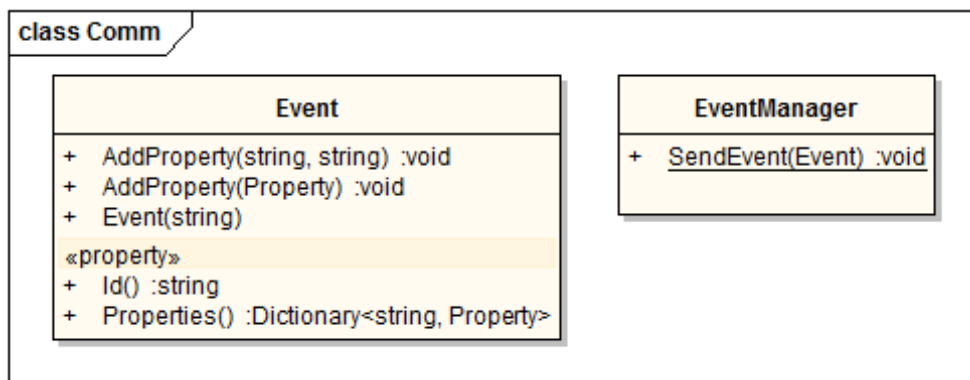 class Comm
Event
+ AddProperty(string, string) :void
+ AddProperty(Property) :void
+ Event(string)
«property»
+ Id() :string
+ Properties() :Dictionary<string, Property>
EventManager
+ SendEvent(Event) :void